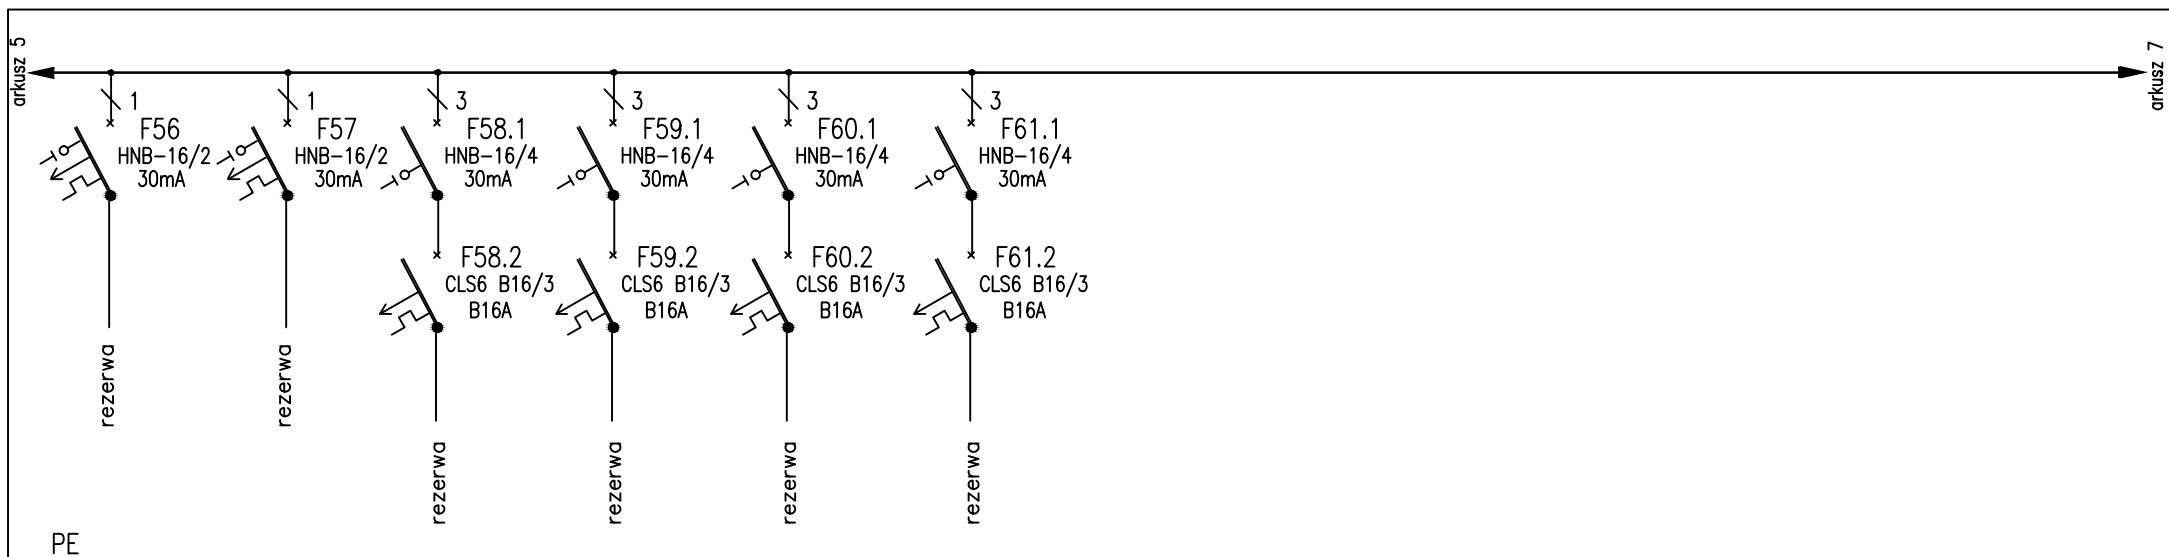 arkusz 5
arkusz 7
1
1
3
3
3
3
F56
HNB-16/2
30mA
F57
HNB-16/2
30mA
F58.1
HNB-16/4
30mA
F59.1
HNB-16/4
30mA
F60.1
HNB-16/4
30mA
F61.1
HNB-16/4
30mA
F58.2
CLS6 B16/3
B16A
F59.2
CLS6 B16/3
B16A
F60.2
CLS6 B16/3
B16A
F61.2
CLS6 B16/3
B16A
rezerwa
rezerwa
rezerwa
rezerwa
rezerwa
rezerwa
PE